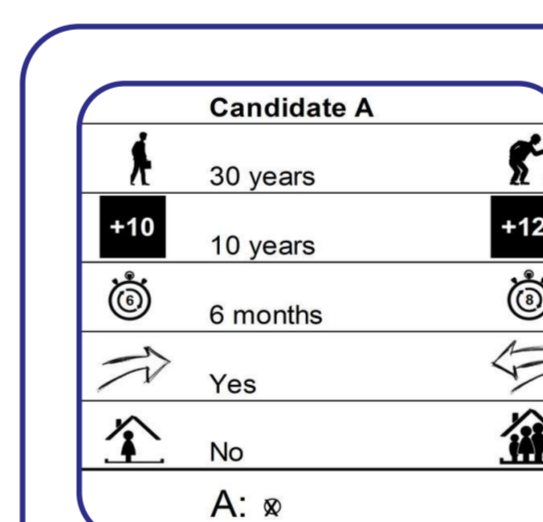 Candidate A
30 years
+10 10 years +12
6 6 months 8
Yes
No
A: